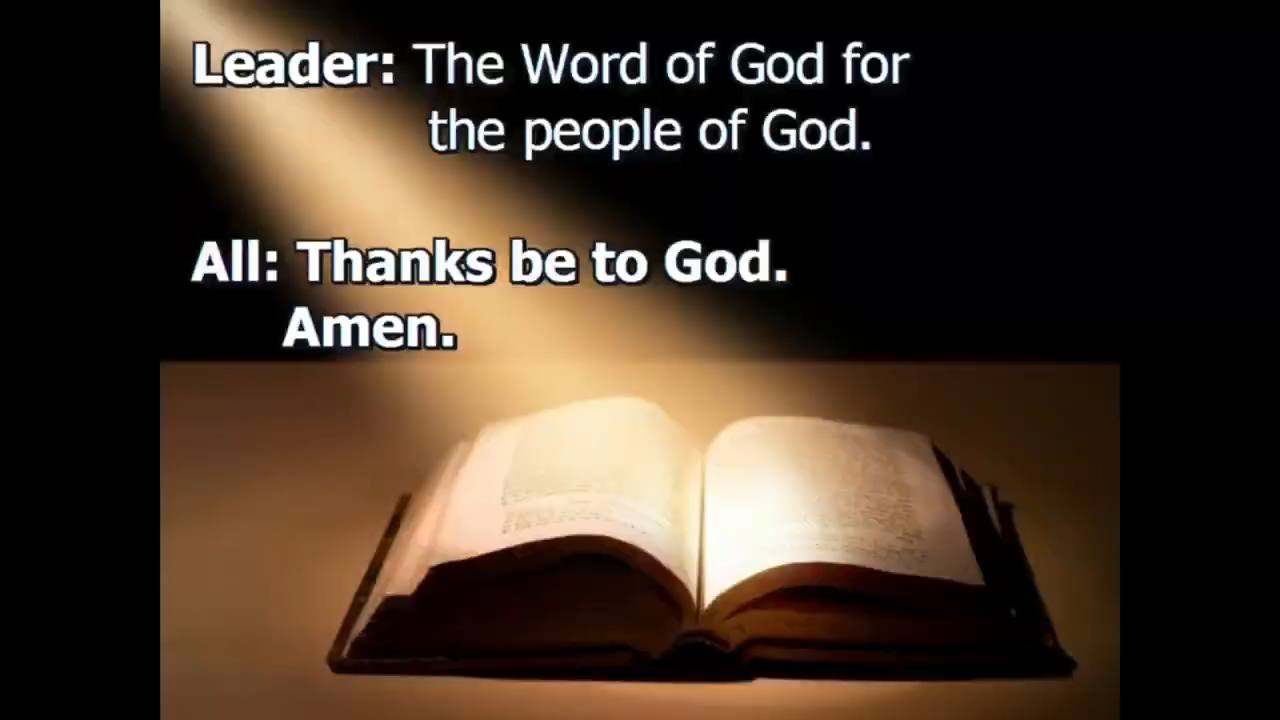 Leader: The Word of God for
the people of God.
All: Thanks be to God.
Amen.